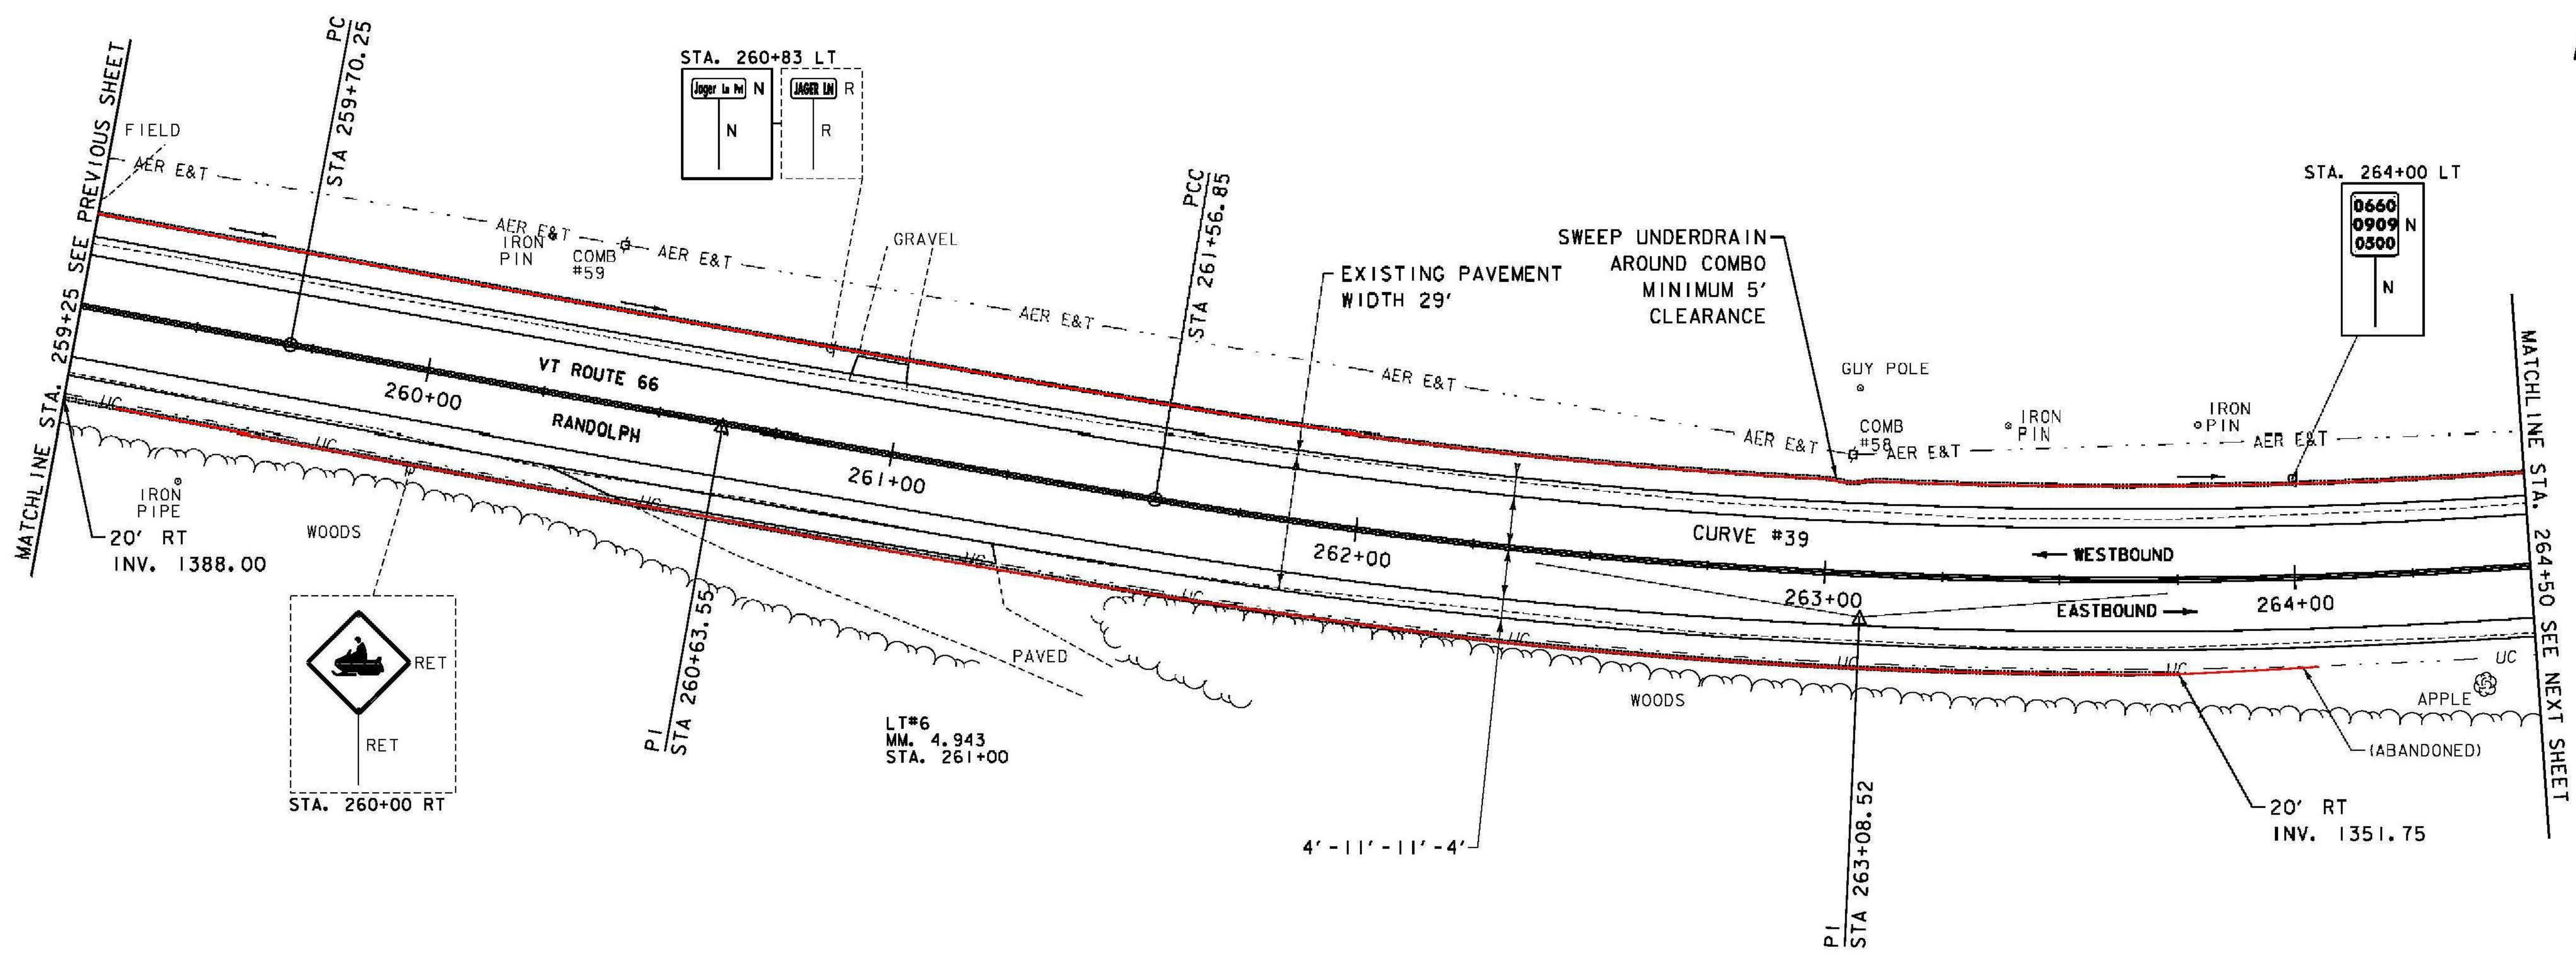 MATCHLINE STA. 259+25 SEE PREVIOUS SHEET
PC
STA 259+70.25
FIELD
AER E&T
STA. 260+83 LT
Jager Ln Pvt N
N
JAGER LN R
R
AER E&T
IRON
PIN
COMB
#59
AER E&T
GRAVEL
AER E&T
PCC
STA 261+56.85
EXISTING PAVEMENT
WIDTH 29'
SWEEP UNDERDRAIN
AROUND COMBO
MINIMUM 5'
CLEARANCE
AER E&T
GUY POLE
COMB
#58
AER E&T
AER E&T
IRON
PIN
IRON
PIN
AER E&T
STA. 264+00 LT
0660
0909 N
0500
N
MATCHLINE STA. 264+50 SEE NEXT SHEET
VT ROUTE 66
RANDOLPH
260+00
261+00
262+00
263+00
264+00
CURVE #39
WESTBOUND
EASTBOUND
UC
UC
UC
UC
UC
UC
UC
UC
UC
IRON
PIPE
20' RT
INV. 1388.00
WOODS
RET
RET
STA. 260+00 RT
PI
STA 260+63.55
PAVED
LT#6
MM. 4.943
STA. 261+00
4'-11'-11'-4'
WOODS
PI
STA 263+08.52
APPLE
(ABANDONED)
20' RT
INV. 1351.75